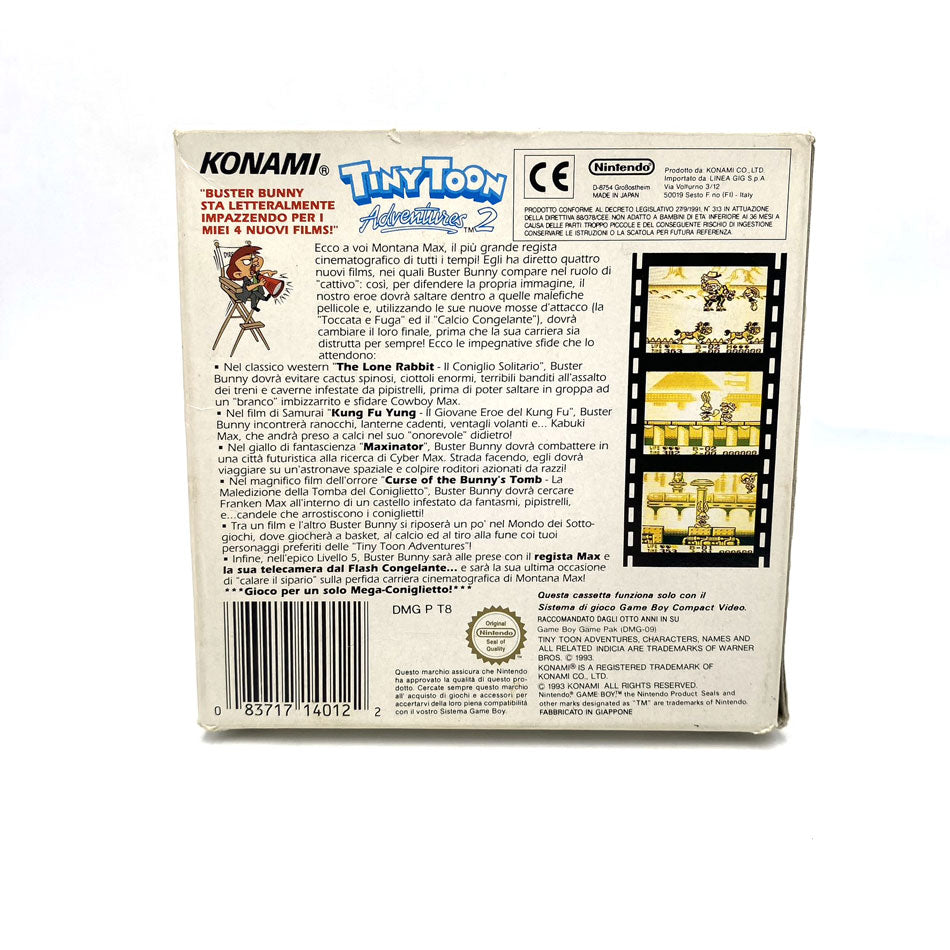 KONAMI®
TINY TOON
Adventures 2™
"BUSTER BUNNY
STA LETTERALMENTE
IMPAZZENDO PER I
MIEI 4 NUOVI FILMS!"
CE
Nintendo®
D-8754 Großostheim
MADE IN JAPAN
Prodotto da: KONAMI CO., LTD.
Importato da: LINEA GIG S.p.A.
Via Volturno 3/12
50019 Sesto F.no (FI) - Italy
PRODOTTO CONFORME AL DECRETO LEGISLATIVO 27/9/1991, N° 313 IN ATTUAZIONE
DELLA DIRETTIVA 88/378/CEE. NON ADATTO A BAMBINI DI ETA' INFERIORE AI 36 MESI A
CAUSA DELLE PARTI TROPPO PICCOLE E DEL CONSEGUENTE RISCHIO DI INGESTIONE
CONSERVARE LE ISTRUZIONI O LA SCATOLA PER FUTURA REFERENZA.
Ecco a voi Montana Max, il più grande regista
cinematografico di tutti i tempi! Egli ha diretto quattro
nuovi films, nei quali Buster Bunny compare nel ruolo di
"cattivo": così, per difendere la propria immagine, il
nostro eroe dovrà saltare dentro a quelle malefiche
pellicole e, utilizzando le sue nuove mosse d'attacco (la
"Toccata e Fuga" ed il "Calcio Congelante"), dovrà
cambiare il loro finale, prima che la sua carriera sia
distrutta per sempre! Ecco le impegnative sfide che lo
attendono:
▪ Nel classico western "The Lone Rabbit - Il Coniglio Solitario", Buster
Bunny dovrà evitare cactus spinosi, ciottoli enormi, terribili banditi all'assalto
dei treni e caverne infestate da pipistrelli, prima di poter saltare in groppa ad
un "branco" imbizzarrito e sfidare Cowboy Max.
▪ Nel film di Samurai "Kung Fu Yung - Il Giovane Eroe del Kung Fu", Buster
Bunny incontrerà ranocchi, lanterne cadenti, ventagli volanti e... Kabuki
Max, che andrà preso a calci nel suo "onorevole" didietro!
▪ Nel giallo di fantascienza "Maxinator", Buster Bunny dovrà combattere in
una città futuristica alla ricerca di Cyber Max. Strada facendo, egli dovrà
viaggiare su un'astronave spaziale e colpire roditori azionati da razzi!
▪ Nel magnifico film dell'orrore "Curse of the Bunny's Tomb - La
Maledizione della Tomba del Coniglietto", Buster Bunny dovrà cercare
Franken Max all'interno di un castello infestato da fantasmi, pipistrelli,
e...candele che arrostiscono i coniglietti!
▪ Tra un film e l'altro Buster Bunny si riposerà un po' nel Mondo dei Sotto-
giochi, dove giocherà a basket, al calcio ed al tiro alla fune coi tuoi
personaggi preferiti delle "Tiny Toon Adventures"!
▪ Infine, nell'epico Livello 5, Buster Bunny sarà alle prese con il regista Max e
la sua telecamera dal Flash Congelante... e sarà la sua ultima occasione
di "calare il sipario" sulla perfida carriera cinematografica di Montana Max!
***Gioco per un solo Mega-Coniglietto!***
DMG P T8
Original
Nintendo
Seal of
Quality
Questo marchio assicura che Nintendo
ha approvato la qualità di questo pro-
dotto. Cercate sempre questo marchio
all' acquisto di giochi e accessori per
accertarvi della loro piena compatibilità
con il vostro Sistema Game Boy.
0 83717 14012 2
Questa cassetta funziona solo con il
Sistema di gioco Game Boy Compact Video.
RACCOMANDATO DAGLI OTTO ANNI IN SU
Game Boy Game Pak (DMG-09)
TINY TOON ADVENTURES, CHARACTERS, NAMES AND
ALL RELATED INDICIA ARE TRADEMARKS OF WARNER
BROS. © 1993.
KONAMI® IS A REGISTERED TRADEMARK OF
KONAMI CO., LTD.
© 1993 KONAMI ALL RIGHTS RESERVED.
Nintendo® GAME BOY™ the Nintendo Product Seals and
other marks designated as "TM" are trademarks of Nintendo.
FABBRICATO IN GIAPPONE